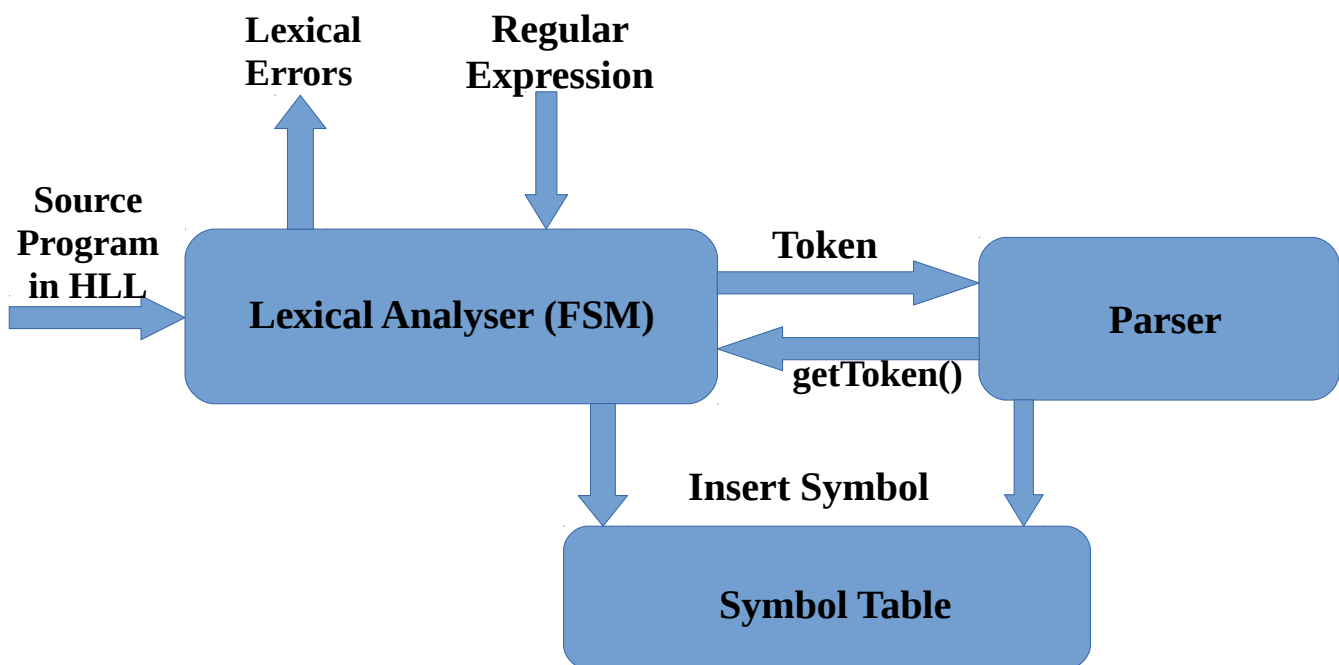 Lexical
Errors
Regular
Expression
Source
Program
in HLL
Lexical Analyser (FSM)
Token
getToken()
Parser
Insert Symbol
Symbol Table